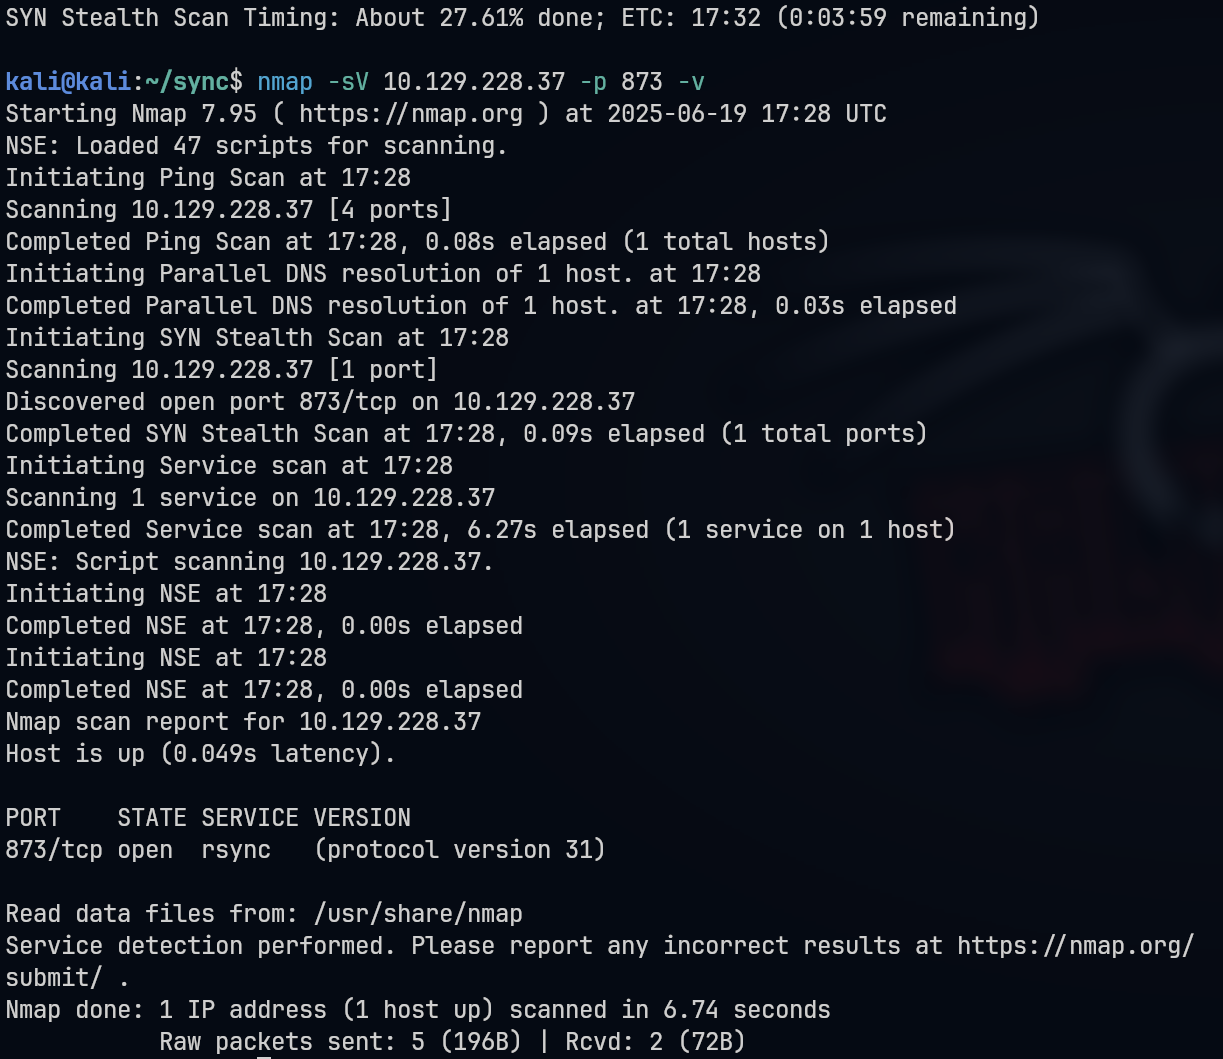 SYN Stealth Scan Timing: About 27.61% done; ETC: 17:32 (0:03:59 remaining)
kali@kali:~/sync$ nmap -sV 10.129.228.37 -p 873 -v
Starting Nmap 7.95 ( https://nmap.org ) at 2025-06-19 17:28 UTC
NSE: Loaded 47 scripts for scanning.
Initiating Ping Scan at 17:28
Scanning 10.129.228.37 [4 ports]
Completed Ping Scan at 17:28, 0.08s elapsed (1 total hosts)
Initiating Parallel DNS resolution of 1 host. at 17:28
Completed Parallel DNS resolution of 1 host. at 17:28, 0.03s elapsed
Initiating SYN Stealth Scan at 17:28
Scanning 10.129.228.37 [1 port]
Discovered open port 873/tcp on 10.129.228.37
Completed SYN Stealth Scan at 17:28, 0.09s elapsed (1 total ports)
Initiating Service scan at 17:28
Scanning 1 service on 10.129.228.37
Completed Service scan at 17:28, 6.27s elapsed (1 service on 1 host)
NSE: Script scanning 10.129.228.37.
Initiating NSE at 17:28
Completed NSE at 17:28, 0.00s elapsed
Initiating NSE at 17:28
Completed NSE at 17:28, 0.00s elapsed
Nmap scan report for 10.129.228.37
Host is up (0.049s latency).
PORT    STATE SERVICE VERSION
873/tcp open  rsync   (protocol version 31)
Read data files from: /usr/share/nmap
Service detection performed. Please report any incorrect results at https://nmap.org/
submit/ .
Nmap done: 1 IP address (1 host up) scanned in 6.74 seconds
           Raw packets sent: 5 (196B) | Rcvd: 2 (72B)